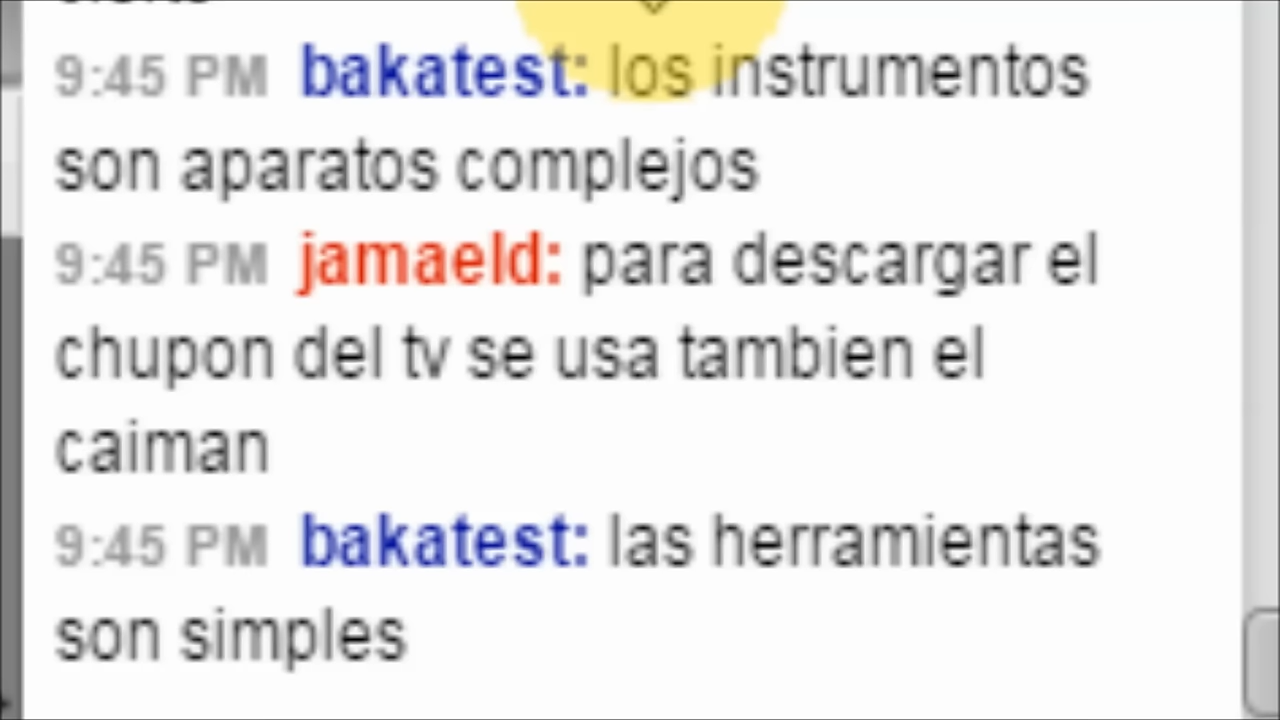 9:45 PM bakatest: los instrumentos
son aparatos complejos
9:45 PM jamaeld: para descargar el
chupon del tv se usa tambien el
caiman
9:45 PM bakatest: las herramientas
son simples